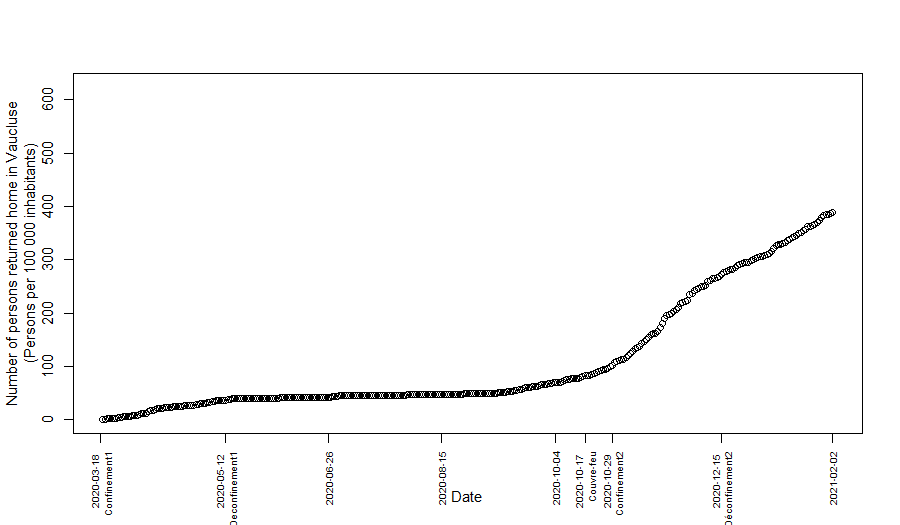 Number of persons returned home in Vaucluse
(Persons per 100 000 inhabitants)
600
500
400
300
200
100
0
2020-03-18
Confinement1
2020-05-12
Déconfinement1
2020-06-26
2020-08-15
2020-10-04
2020-10-17
Couvre-feu
2020-10-29
Confinement2
2020-12-15
Déconfinement2
2021-02-02
Date